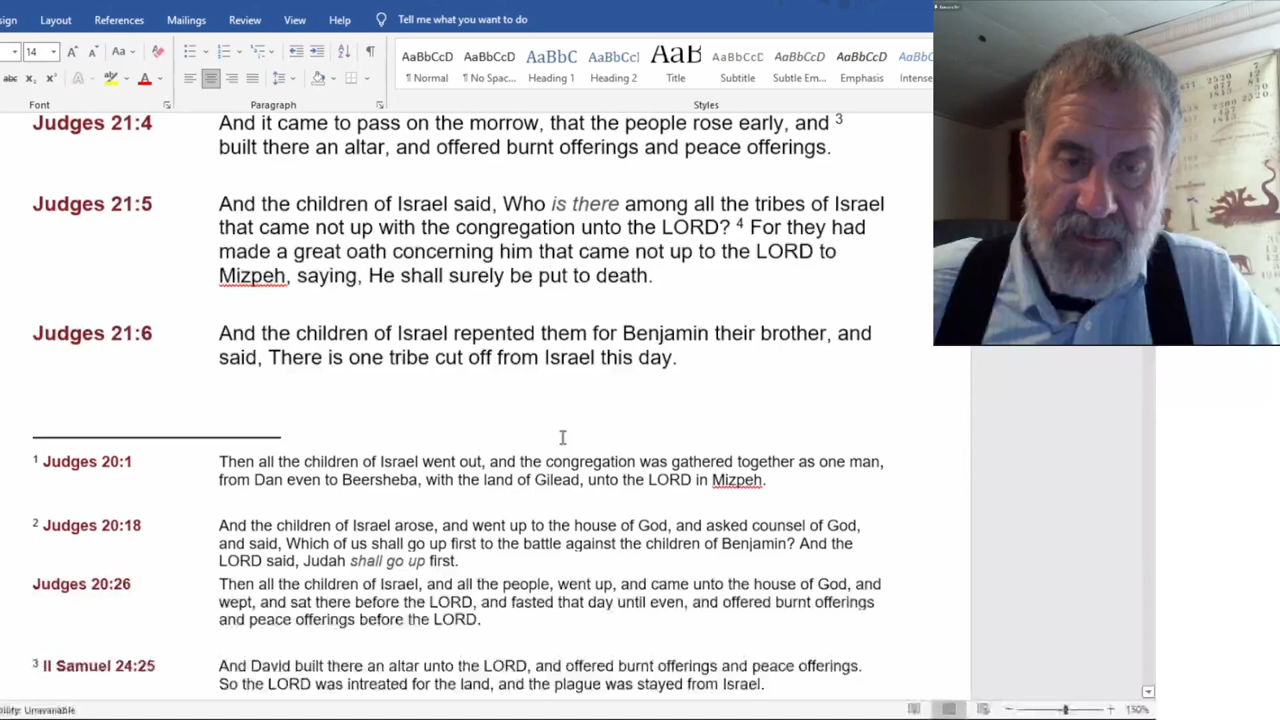 sign Layout References Mailings Review View Help Tell me what you want to do
14 Aa
abc x₂ x² A
AaBbCcD AaBbCcD AaBbC AaBbCcl AaB AaBbCcD AaBbCcD AaBbCcD AaBbCcD
¶ Normal ¶ No Spac... Heading 1 Heading 2 Title Subtitle Subtle Em... Emphasis Intense
Font Paragraph Styles
Judges 21:4 And it came to pass on the morrow, that the people rose early, and ³
built there an altar, and offered burnt offerings and peace offerings.
Judges 21:5 And the children of Israel said, Who is there among all the tribes of Israel
that came not up with the congregation unto the LORD? ⁴ For they had
made a great oath concerning him that came not up to the LORD to
Mizpeh, saying, He shall surely be put to death.
Judges 21:6 And the children of Israel repented them for Benjamin their brother, and
said, There is one tribe cut off from Israel this day.
¹ Judges 20:1 Then all the children of Israel went out, and the congregation was gathered together as one man,
from Dan even to Beersheba, with the land of Gilead, unto the LORD in Mizpeh.
² Judges 20:18 And the children of Israel arose, and went up to the house of God, and asked counsel of God,
and said, Which of us shall go up first to the battle against the children of Benjamin? And the
LORD said, Judah shall go up first.
Judges 20:26 Then all the children of Israel, and all the people, went up, and came unto the house of God, and
wept, and sat there before the LORD, and fasted that day until even, and offered burnt offerings
and peace offerings before the LORD.
³ II Samuel 24:25 And David built there an altar unto the LORD, and offered burnt offerings and peace offerings.
So the LORD was intreated for the land, and the plague was stayed from Israel.
bility: Unavailable 150%
2520
2520